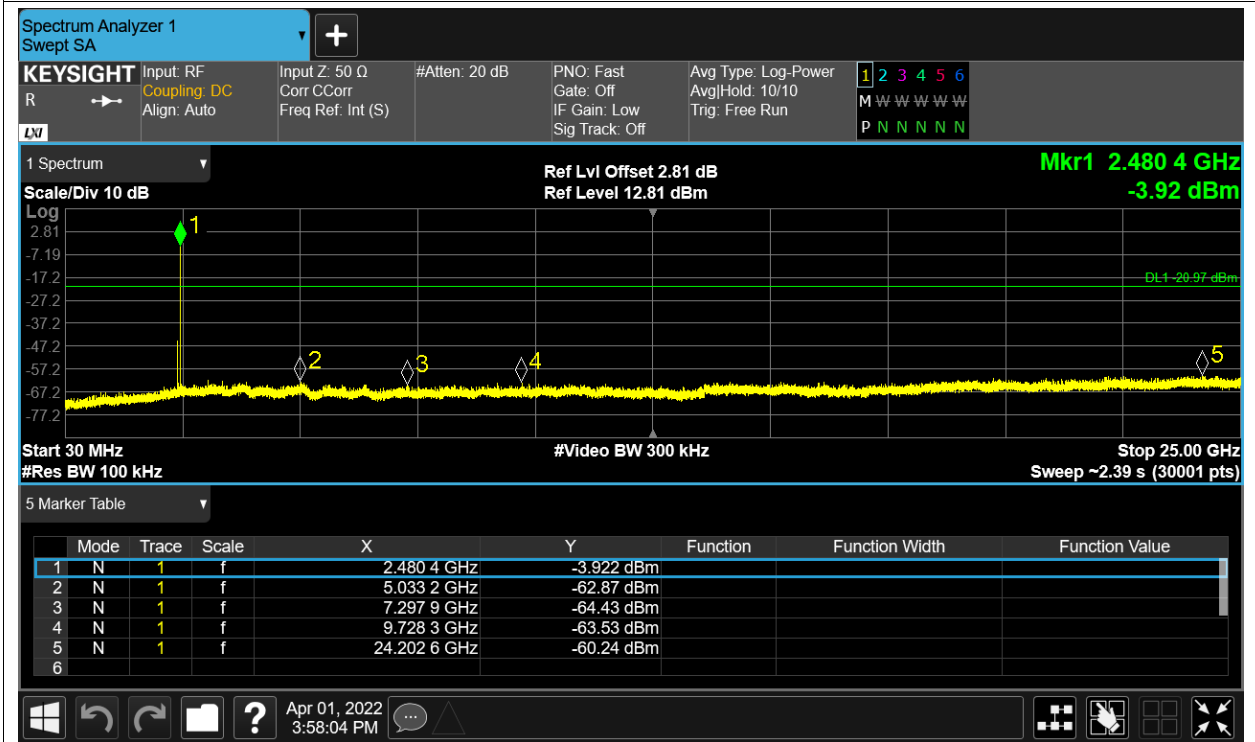 Spectrum Analyzer 1
Swept SA
+
KEYSIGHT Input: RF Input Z: 50 Ω #Atten: 20 dB PNO: Fast Avg Type: Log-Power 1 2 3 4 5 6
R Coupling: DC Corr CCorr Gate: Off Avg|Hold: 10/10 M W W W W W
Align: Auto Freq Ref: Int (S) IF Gain: Low Trig: Free Run
LXI Sig Track: Off P N N N N N
1 Spectrum Ref Lvl Offset 2.81 dB Mkr1 2.480 4 GHz
Scale/Div 10 dB Ref Level 12.81 dBm -3.92 dBm
Log
1
2.81
-7.19
-17.2 DL1 -20.97 dBm
-27.2
-37.2
-47.2
2 3 4 5
-57.2
-67.2
-77.2
Start 30 MHz #Video BW 300 kHz Stop 25.00 GHz
#Res BW 100 kHz Sweep ~2.39 s (30001 pts)
5 Marker Table
Mode Trace Scale X Y Function Function Width Function Value
1 N 1 f 2.480 4 GHz -3.922 dBm
2 N 1 f 5.033 2 GHz -62.87 dBm
3 N 1 f 7.297 9 GHz -64.43 dBm
4 N 1 f 9.728 3 GHz -63.53 dBm
5 N 1 f 24.202 6 GHz -60.24 dBm
6
? Apr 01, 2022
3:58:04 PM